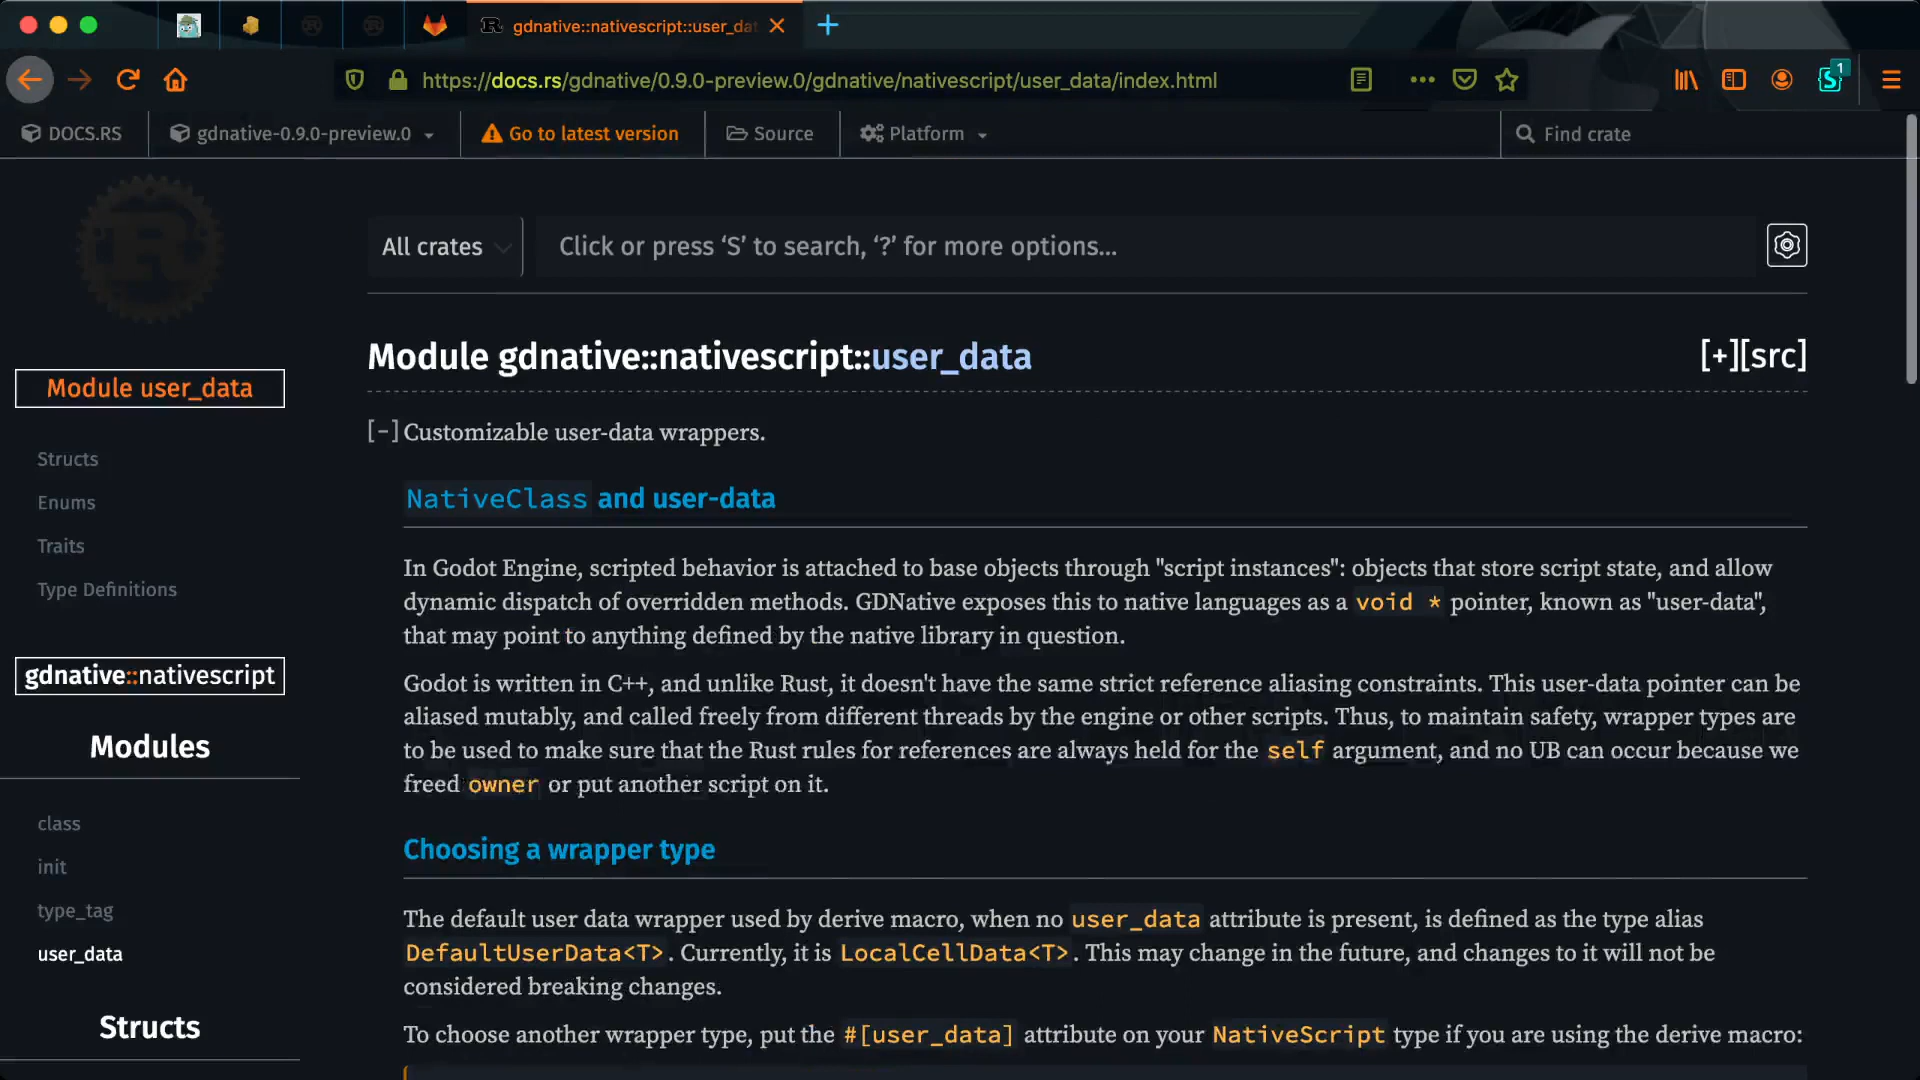 gdnative::nativescript::user_dat
https://docs.rs/gdnative/0.9.0-preview.0/gdnative/nativescript/user_data/index.html
1
DOCS.RS
gdnative-0.9.0-preview.0
Go to latest version
Source
Platform
Find crate
All crates
Click or press ‘S’ to search, ‘?’ for more options...
Module user_data
Structs
Enums
Traits
Type Definitions
gdnative::nativescript
Modules
class
init
type_tag
user_data
Structs
Module gdnative::nativescript::user_data
[+][src]
[−] Customizable user-data wrappers.
NativeClass and user-data
In Godot Engine, scripted behavior is attached to base objects through "script instances": objects that store script state, and allow
dynamic dispatch of overridden methods. GDNative exposes this to native languages as a void * pointer, known as "user-data",
that may point to anything defined by the native library in question.
Godot is written in C++, and unlike Rust, it doesn't have the same strict reference aliasing constraints. This user-data pointer can be
aliased mutably, and called freely from different threads by the engine or other scripts. Thus, to maintain safety, wrapper types are
to be used to make sure that the Rust rules for references are always held for the self argument, and no UB can occur because we
freed owner or put another script on it.
Choosing a wrapper type
The default user data wrapper used by derive macro, when no user_data attribute is present, is defined as the type alias
DefaultUserData<T>. Currently, it is LocalCellData<T>. This may change in the future, and changes to it will not be
considered breaking changes.
To choose another wrapper type, put the #[user_data] attribute on your NativeScript type if you are using the derive macro: